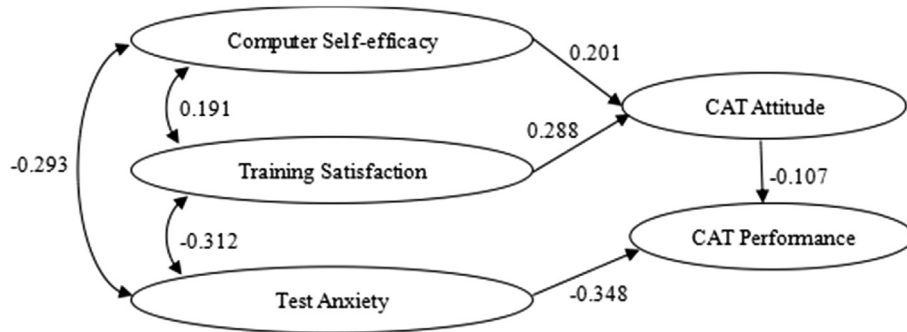 Computer Self-efficacy
0.201
0.191
CAT Attitude
0.288
-0.293
Training Satisfaction
-0.107
-0.312
CAT Performance
Test Anxiety
-0.348